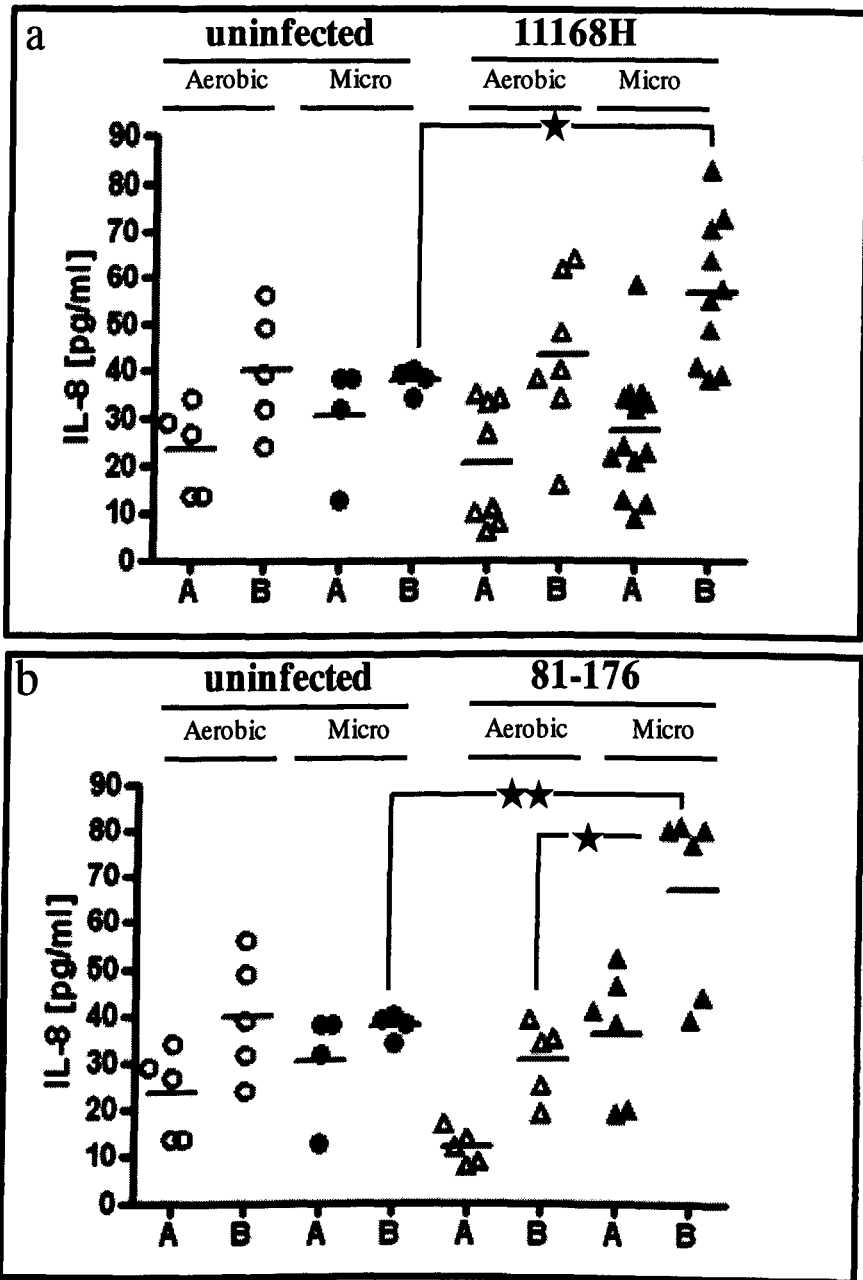 a
uninfected 11168H
Aerobic Micro Aerobic Micro
90
80
70
60
50
40
30
20
10
0
IL-8 [pg/ml]
A B A B A B A B
b
uninfected 81-176
Aerobic Micro Aerobic Micro
90
80
70
60
50
40
30
20
10
0
IL-8 [pg/ml]
A B A B A B A B